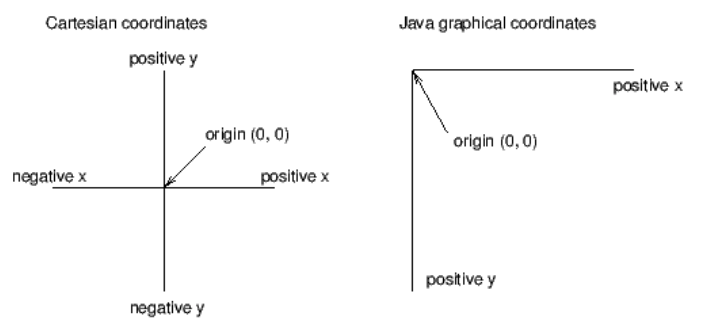 Cartesian coordinates
positive y
origin (0, 0)
negative x
positive x
negative y
Java graphical coordinates
positive x
origin (0, 0)
positive y